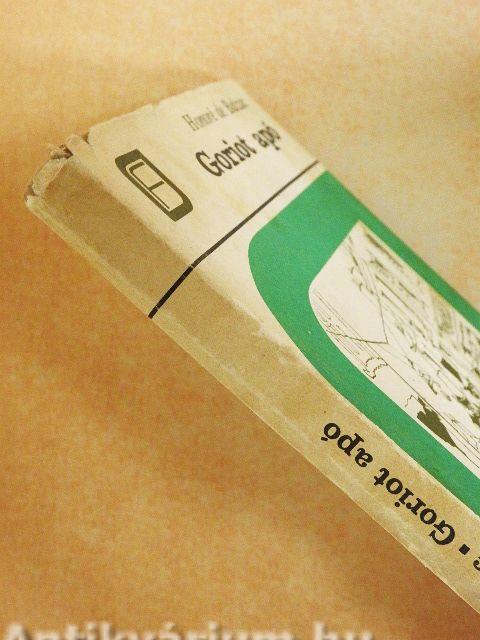 Honoré de Balzac
Goriot apó
• Goriot apó
Antikvárium.hu